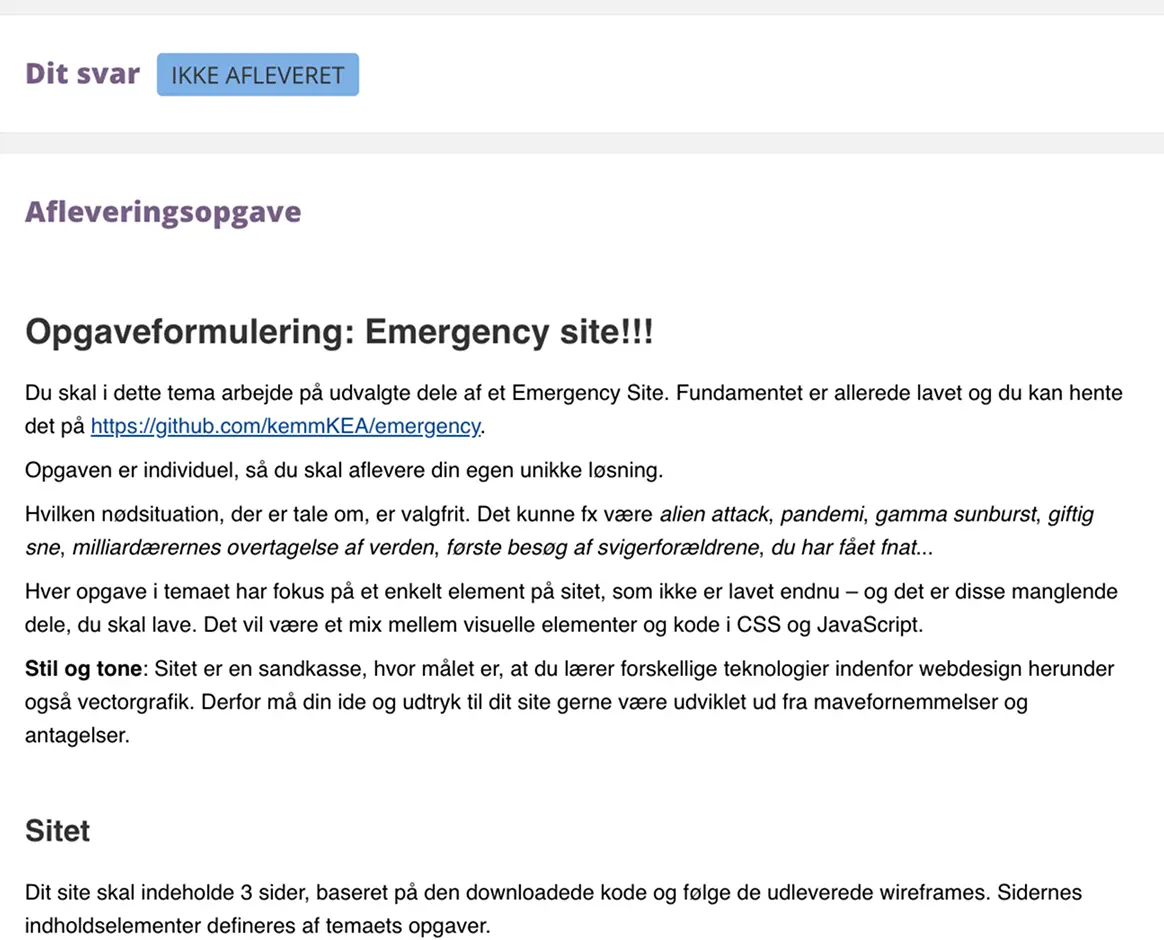 Dit svar IKKE AFLEVERET
Afleveringsopgave
Opgaveformulering: Emergency site!!!
Du skal i dette tema arbejde på udvalgte dele af et Emergency Site. Fundamentet er allerede lavet og du kan hente
det på https://github.com/kemmKEA/emergency.
Opgaven er individuel, så du skal aflevere din egen unikke løsning.
Hvilken nødsituation, der er tale om, er valgfrit. Det kunne fx være alien attack, pandemi, gamma sunburst, giftig
sne, milliardærernes overtagelse af verden, første besøg af svigerforældrene, du har fået fnat...
Hver opgave i temaet har fokus på et enkelt element på sitet, som ikke er lavet endnu – og det er disse manglende
dele, du skal lave. Det vil være et mix mellem visuelle elementer og kode i CSS og JavaScript.
Stil og tone: Sitet er en sandkasse, hvor målet er, at du lærer forskellige teknologier indenfor webdesign herunder
også vectorgrafik. Derfor må din ide og udtryk til dit site gerne være udviklet ud fra mavefornemmelser og
antagelser.
Sitet
Dit site skal indeholde 3 sider, baseret på den downloadede kode og følge de udleverede wireframes. Sidernes
indholdselementer defineres af temaets opgaver.